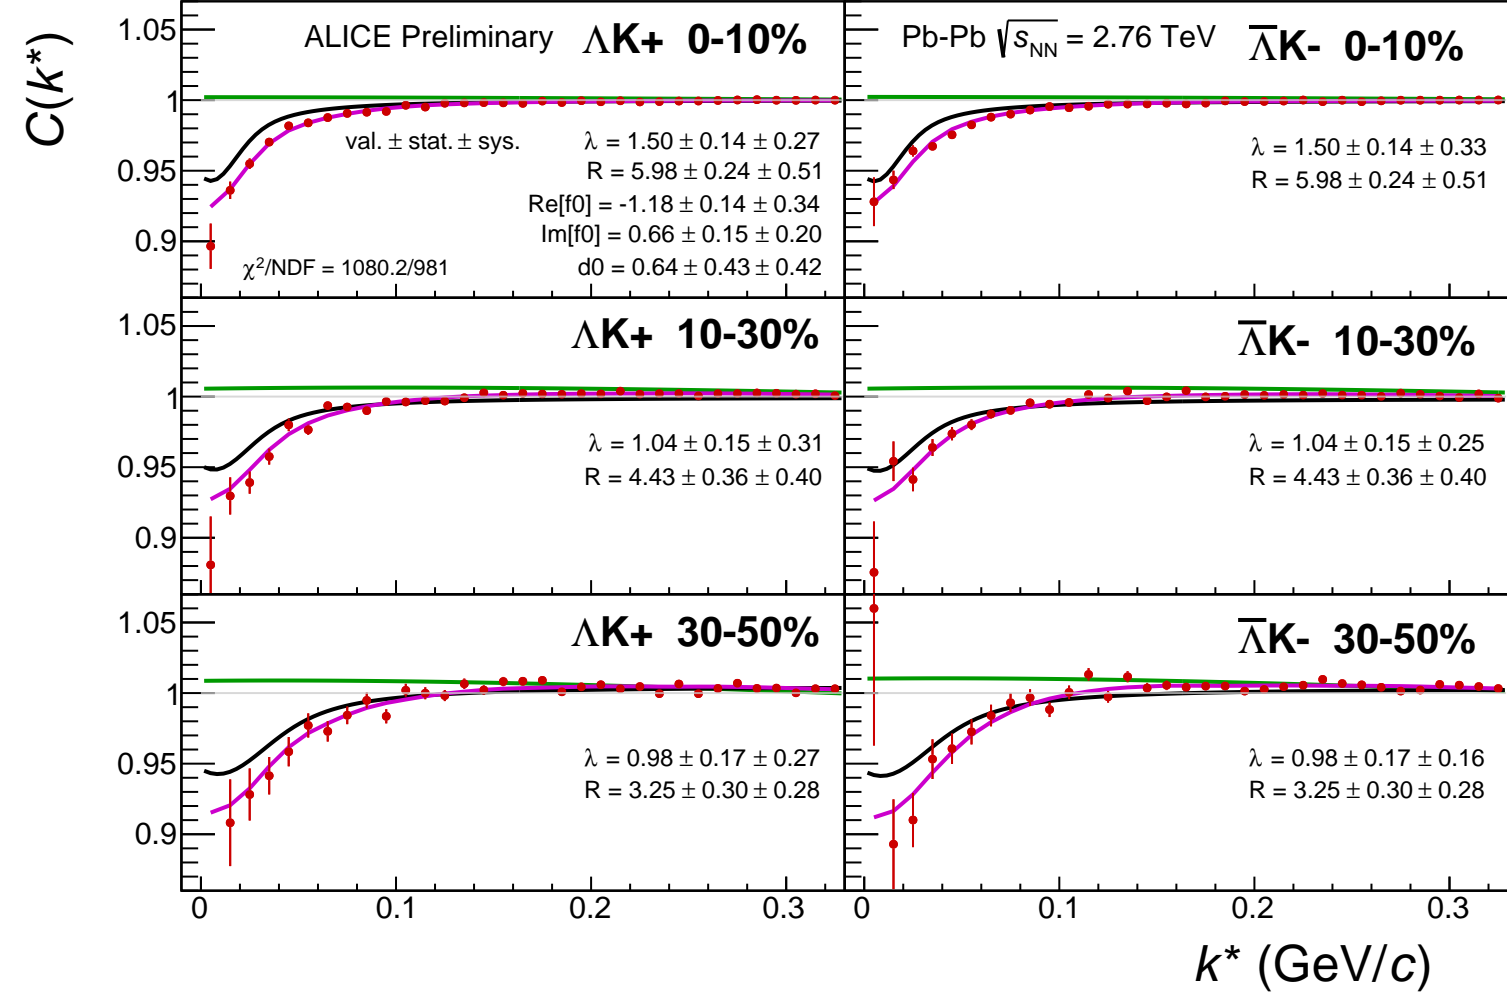 C(k*)
ALICE Preliminary ΛK+ 0-10%
val. ± stat. ± sys.
λ = 1.50 ± 0.14 ± 0.27
R = 5.98 ± 0.24 ± 0.51
Re[f0] = -1.18 ± 0.14 ± 0.34
Im[f0] = 0.66 ± 0.15 ± 0.20
χ²/NDF = 1080.2/981
d0 = 0.64 ± 0.43 ± 0.42
1.05
1
0.95
0.9
Pb-Pb √s_NN = 2.76 TeV Λ̅K- 0-10%
λ = 1.50 ± 0.14 ± 0.33
R = 5.98 ± 0.24 ± 0.51
ΛK+ 10-30%
λ = 1.04 ± 0.15 ± 0.31
R = 4.43 ± 0.36 ± 0.40
1.05
1
0.95
0.9
Λ̅K- 10-30%
λ = 1.04 ± 0.15 ± 0.25
R = 4.43 ± 0.36 ± 0.40
ΛK+ 30-50%
λ = 0.98 ± 0.17 ± 0.27
R = 3.25 ± 0.30 ± 0.28
1.05
1
0.95
0.9
Λ̅K- 30-50%
λ = 0.98 ± 0.17 ± 0.16
R = 3.25 ± 0.30 ± 0.28
0 0.1 0.2 0.3
0 0.1 0.2 0.3
k* (GeV/c)